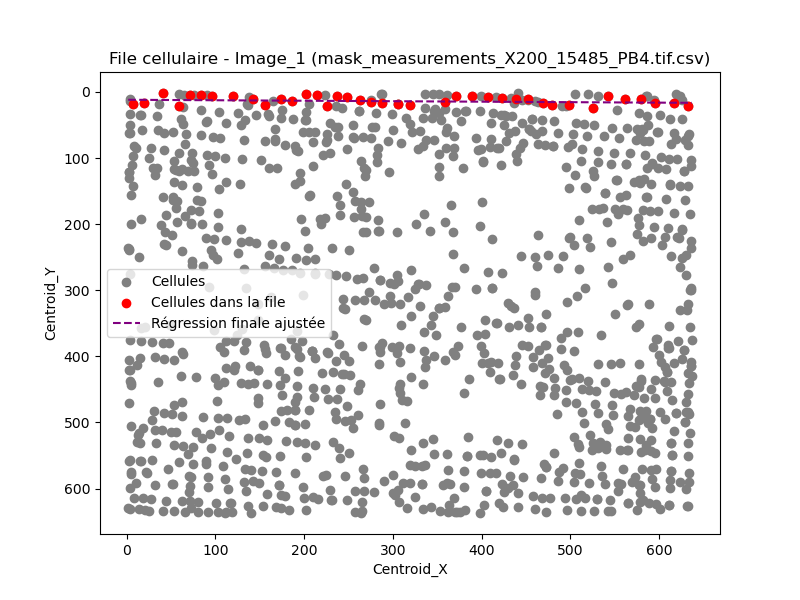 File cellulaire - Image_1 (mask_measurements_X200_15485_PB4.tif.csv)
0
100
200
300
400
500
600
Centroid_Y
Cellules
Cellules dans la file
Régression finale ajustée
0 100 200 300 400 500 600
Centroid_X